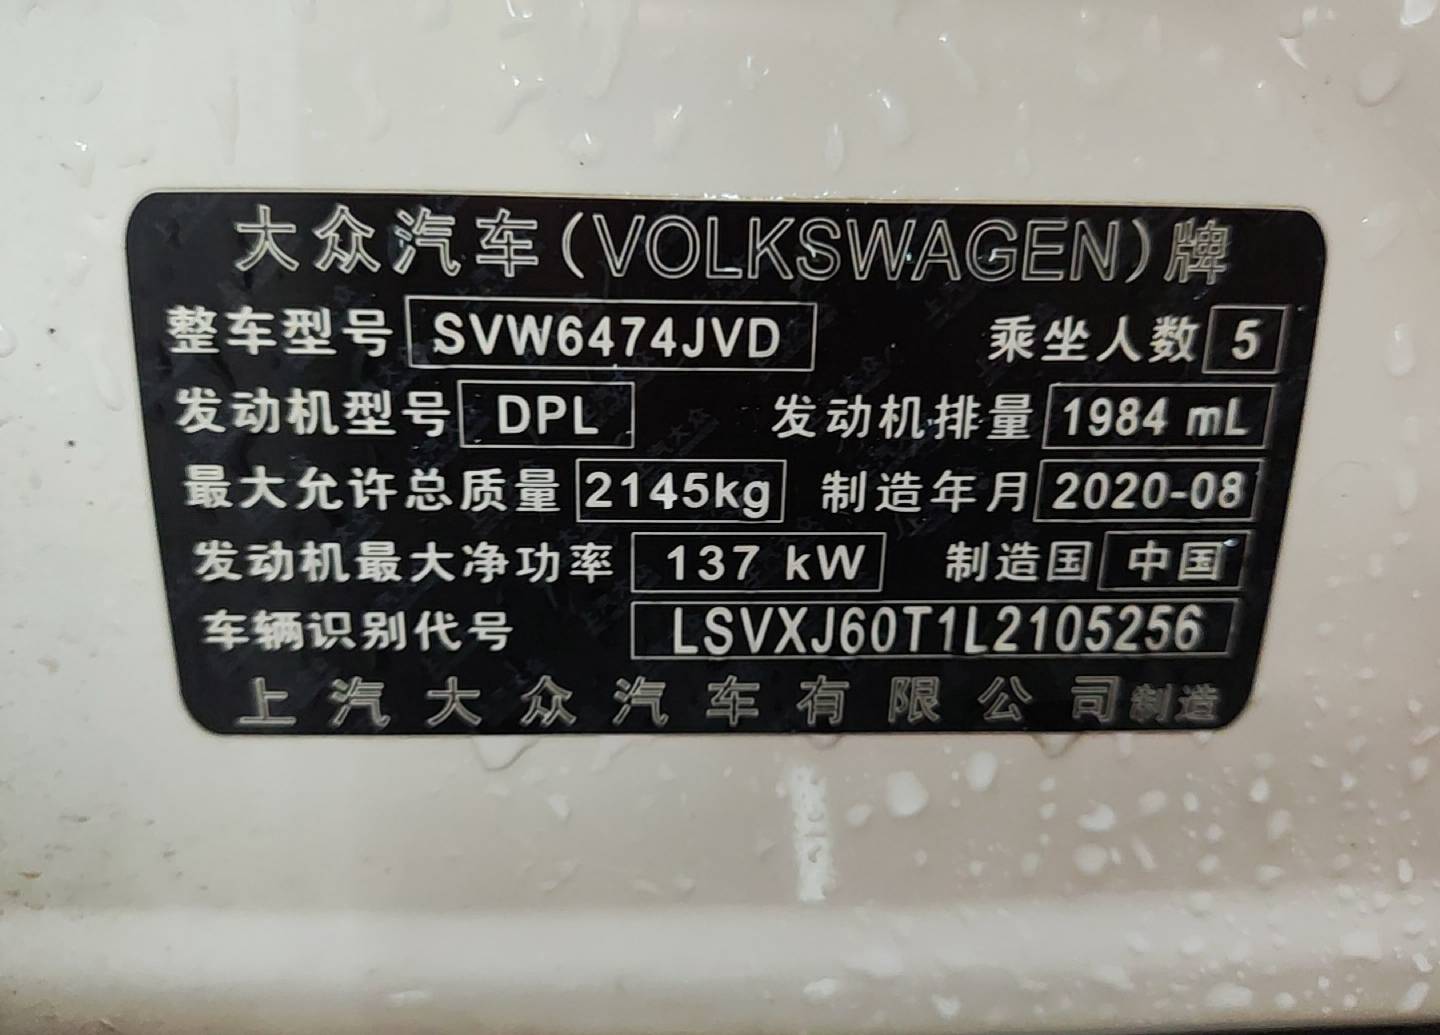 大众汽车(VOLKSWAGEN)牌
整车型号 SVW6474JVD 乘坐人数 5
发动机型号 DPL 发动机排量 1984 mL
最大允许总质量 2145kg 制造年月 2020-08
发动机最大净功率 137 kW 制造国 中国
车辆识别代号 LSVXJ60T1L2105256
上汽大众汽车有限公司制造